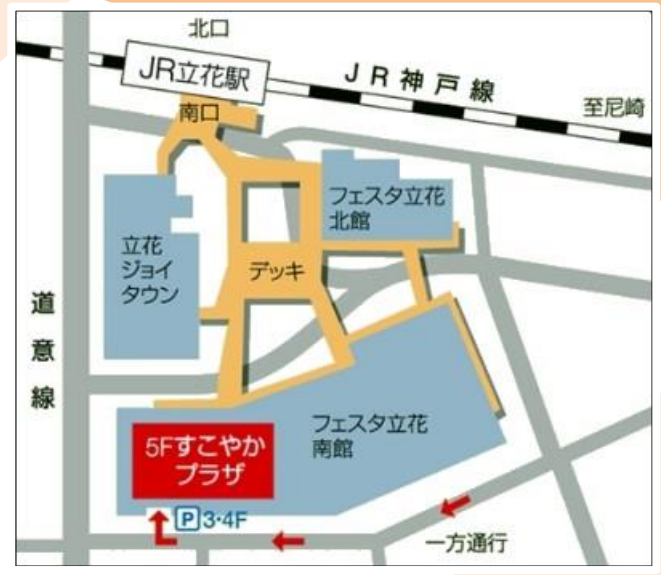 北口
JR立花駅
JR神戸線
南口
至尼崎
フェスタ立花
北館
立花
ジョイ
タウン
デッキ
道意線
フェスタ立花
南館
5Fすこやか
プラザ
P3・4F
一方通行